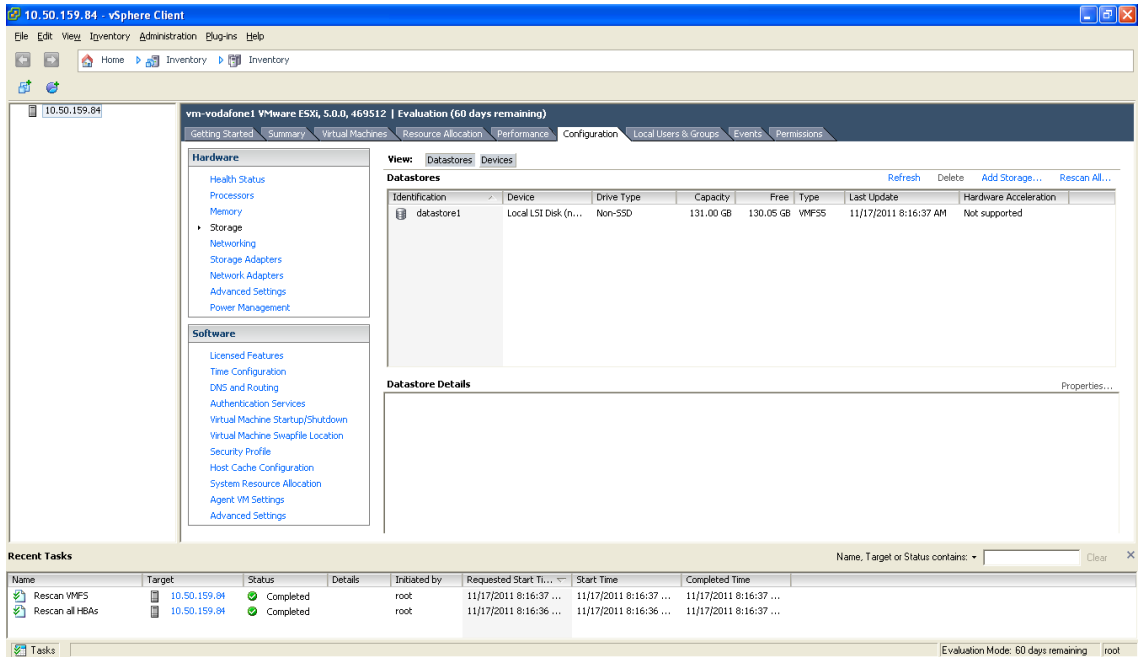 10.50.159.84 - vSphere Client
File Edit View Inventory Administration Plug-ins Help
Home Inventory Inventory
10.50.159.84
vm-vodafone1 VMware ESXi, 5.0.0, 469512 | Evaluation (60 days remaining)
Getting Started Summary Virtual Machines Resource Allocation Performance Configuration Local Users & Groups Events Permissions
Hardware
Health Status
Processors
Memory
Storage
Networking
Storage Adapters
Network Adapters
Advanced Settings
Power Management
Software
Licensed Features
Time Configuration
DNS and Routing
Authentication Services
Virtual Machine Startup/Shutdown
Virtual Machine Swapfile Location
Security Profile
Host Cache Configuration
System Resource Allocation
Agent VM Settings
Advanced Settings
View: Datastores Devices
Datastores Refresh Delete Add Storage... Rescan All...
Identification Device Drive Type Capacity Free Type Last Update Hardware Acceleration
datastore1 Local LSI Disk (n... Non-SSD 131.00 GB 130.05 GB VMFS5 11/17/2011 8:16:37 AM Not supported
Datastore Details Properties...
Recent Tasks Name, Target or Status contains: Clear
Name Target Status Details Initiated by Requested Start Ti... Start Time Completed Time
Rescan VMFS 10.50.159.84 Completed root 11/17/2011 8:16:37 ... 11/17/2011 8:16:37 ... 11/17/2011 8:16:37 ...
Rescan all HBAs 10.50.159.84 Completed root 11/17/2011 8:16:36 ... 11/17/2011 8:16:36 ... 11/17/2011 8:16:37 ...
Tasks Evaluation Mode: 60 days remaining root